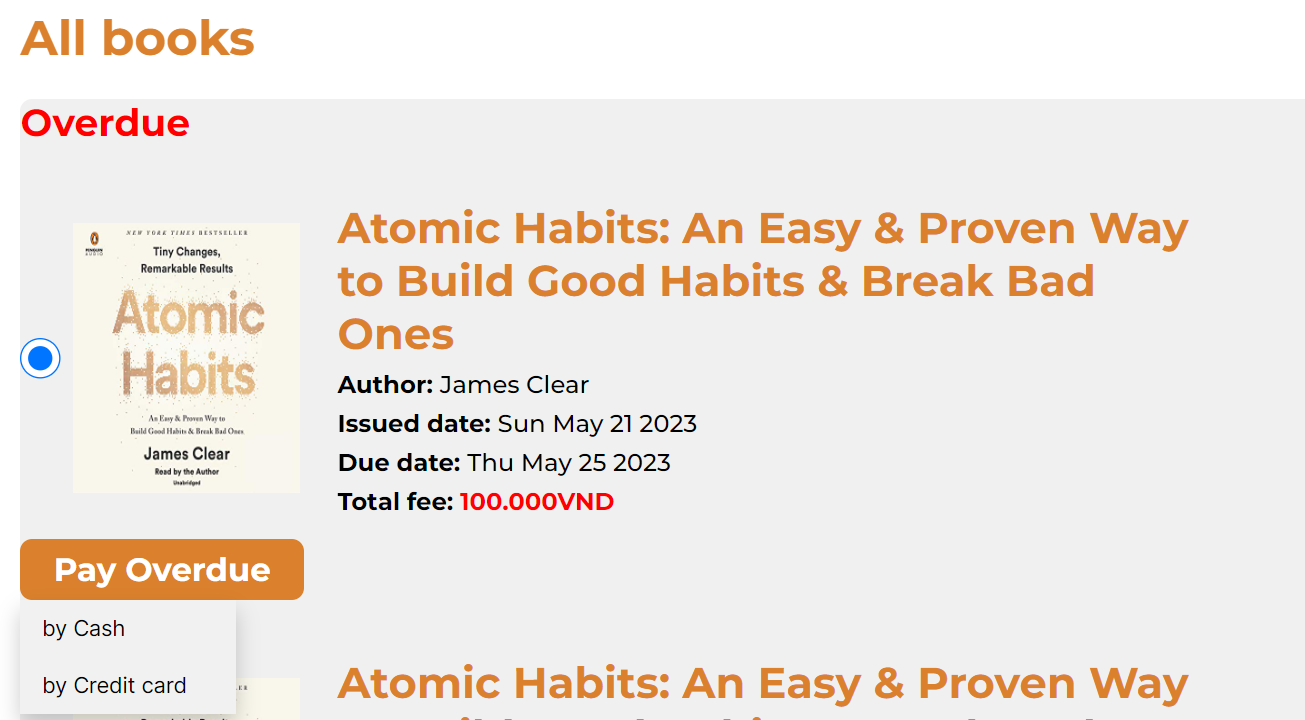 All books
Overdue
NEW YORK TIMES BESTSELLER
Penguin
AUDIO
Tiny Changes,
Remarkable Results
Atomic
Habits
An Easy & Proven Way to
Build Good Habits & Break Bad Ones
James Clear
Read by the Author
Unabridged
Atomic Habits: An Easy & Proven Way
to Build Good Habits & Break Bad
Ones
Author: James Clear
Issued date: Sun May 21 2023
Due date: Thu May 25 2023
Total fee: 100.000VND
Pay Overdue
by Cash
by Credit card
Atomic Habits: An Easy & Proven Way